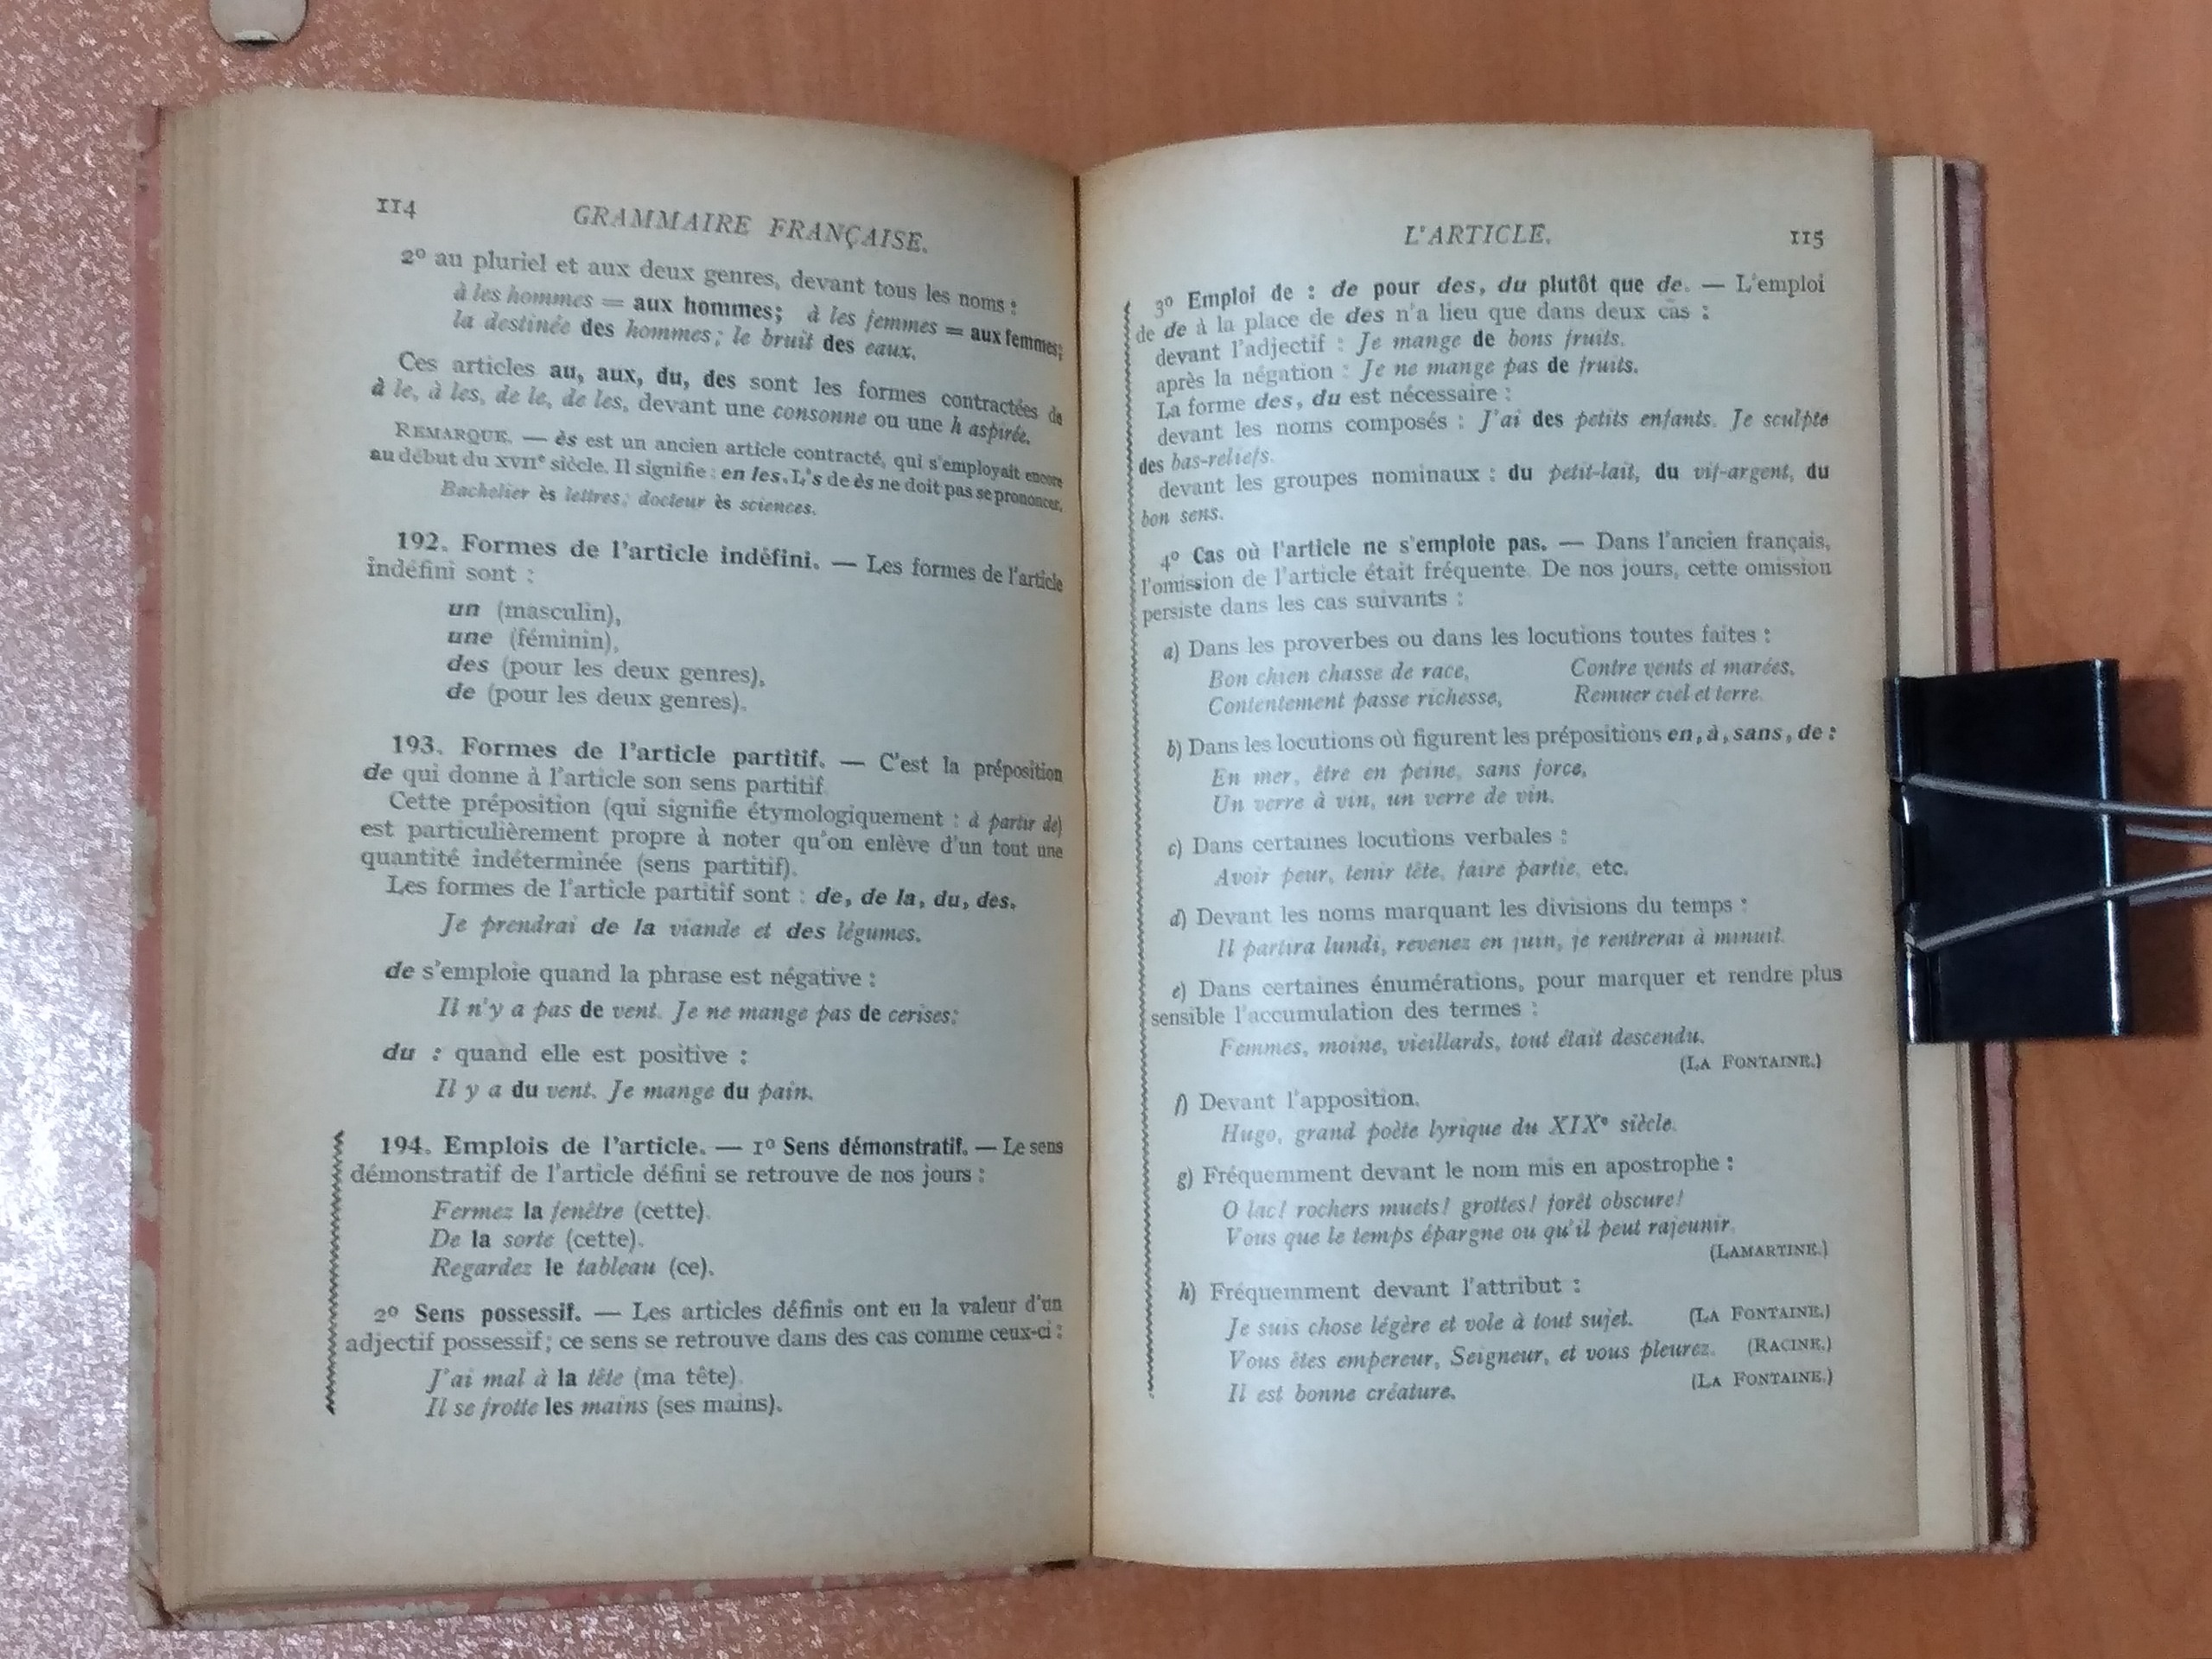 114
GRAMMAIRE FRANÇAISE.
2º au pluriel et aux deux genres, devant tous les noms :
à les hommes = aux hommes; à les femmes = aux femmes;
la destinée des hommes; le bruit des eaux.
Ces articles au, aux, du, des sont les formes contractées de
à le, à les, de le, de les, devant une consonne ou une h aspirée.
REMARQUE. — ès est un ancien article contracté, qui s'employait encore
au début du XVIIe siècle. Il signifie : en les. L's de ès ne doit pas se prononcer.
Bachelier ès lettres; docteur ès sciences.
192. Formes de l'article indéfini. — Les formes de l'article
indéfini sont :
un (masculin),
une (féminin),
des (pour les deux genres),
de (pour les deux genres).
193. Formes de l'article partitif. — C'est la préposition
de qui donne à l'article son sens partitif
Cette préposition (qui signifie étymologiquement : à partir de)
est particulièrement propre à noter qu'on enlève d'un tout une
quantité indéterminée (sens partitif).
Les formes de l'article partitif sont : de, de la, du, des.
Je prendrai de la viande et des légumes.
de s'emploie quand la phrase est négative :
Il n'y a pas de vent. Je ne mange pas de cerises;
du : quand elle est positive :
Il y a du vent. Je mange du pain.
194. Emplois de l'article. — 1º Sens démonstratif. — Le sens
démonstratif de l'article défini se retrouve de nos jours :
Fermez la fenêtre (cette).
De la sorte (cette).
Regardez le tableau (ce).
2º Sens possessif. — Les articles définis ont eu la valeur d'un
adjectif possessif; ce sens se retrouve dans des cas comme ceux-ci :
J'ai mal à la tête (ma tête).
Il se frotte les mains (ses mains).
L'ARTICLE.
115
3º Emploi de : de pour des, du plutôt que de. — L'emploi
de de à la place de des n'a lieu que dans deux cas :
devant l'adjectif : Je mange de bons fruits.
après la négation : Je ne mange pas de fruits.
La forme des, du est nécessaire :
devant les noms composés : J'ai des petits enfants. Je sculpte
des bas-reliefs.
devant les groupes nominaux : du petit-lait, du vif-argent, du
bon sens.
4º Cas où l'article ne s'emploie pas. — Dans l'ancien français,
l'omission de l'article était fréquente. De nos jours, cette omission
persiste dans les cas suivants :
a) Dans les proverbes ou dans les locutions toutes faites :
Bon chien chasse de race, Contre vents et marées,
Contentement passe richesse, Remuer ciel et terre.
b) Dans les locutions où figurent les prépositions en, à, sans, de :
En mer, être en peine, sans force,
Un verre à vin, un verre de vin.
c) Dans certaines locutions verbales :
Avoir peur, tenir tête, faire partie, etc.
d) Devant les noms marquant les divisions du temps :
Il partira lundi, revenez en juin, je rentrerai à minuit.
e) Dans certaines énumérations, pour marquer et rendre plus
sensible l'accumulation des termes :
Femmes, moine, vieillards, tout était descendu.
(LA FONTAINE.)
f) Devant l'apposition.
Hugo, grand poète lyrique du XIXe siècle.
g) Fréquemment devant le nom mis en apostrophe :
O lac! rochers muets! grottes! forêt obscure!
Vous que le temps épargne ou qu'il peut rajeunir.
(LAMARTINE.)
h) Fréquemment devant l'attribut :
Je suis chose légère et vole à tout sujet. (LA FONTAINE.)
Vous êtes empereur, Seigneur, et vous pleurez. (RACINE.)
Il est bonne créature. (LA FONTAINE.)